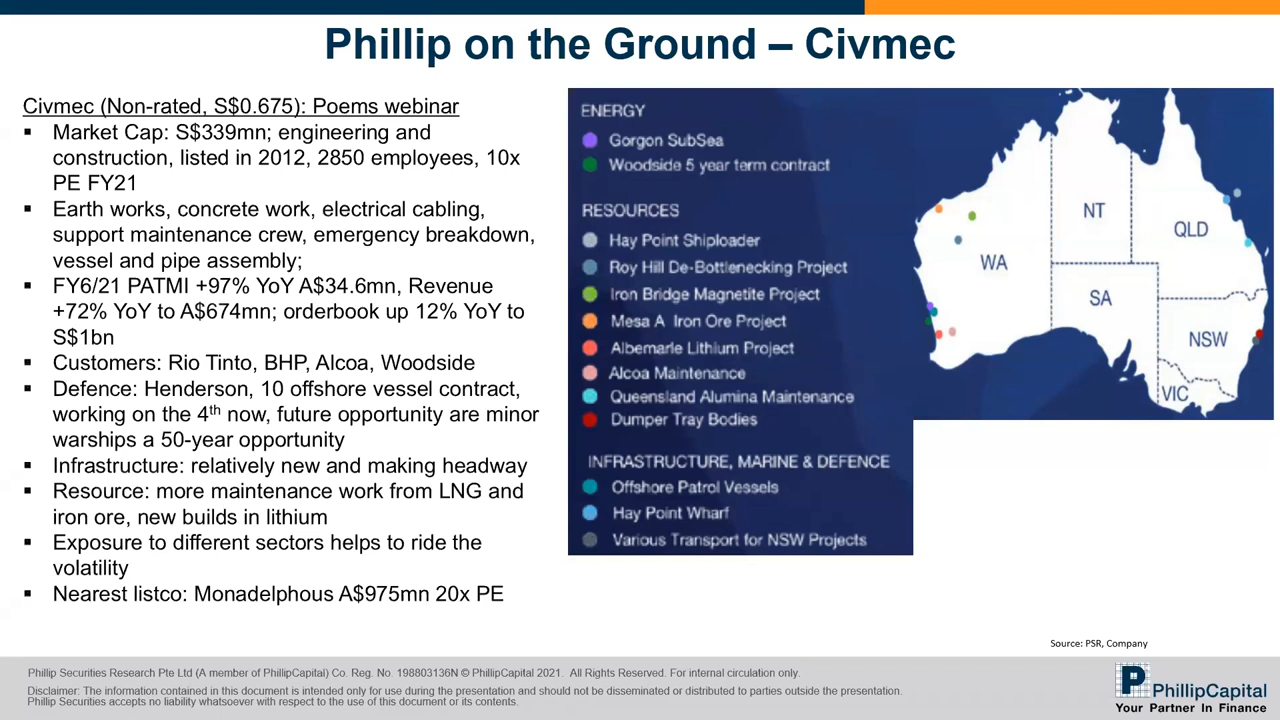 Phillip on the Ground – Civmec
Civmec (Non-rated, S$0.675): Poems webinar
▪ Market Cap: S$339mn; engineering and
construction, listed in 2012, 2850 employees, 10x
PE FY21
▪ Earth works, concrete work, electrical cabling,
support maintenance crew, emergency breakdown,
vessel and pipe assembly;
▪ FY6/21 PATMI +97% YoY A$34.6mn, Revenue
+72% YoY to A$674mn; orderbook up 12% YoY to
S$1bn
▪ Customers: Rio Tinto, BHP, Alcoa, Woodside
▪ Defence: Henderson, 10 offshore vessel contract,
working on the 4th now, future opportunity are minor
warships a 50-year opportunity
▪ Infrastructure: relatively new and making headway
▪ Resource: more maintenance work from LNG and
iron ore, new builds in lithium
▪ Exposure to different sectors helps to ride the
volatility
▪ Nearest listco: Monadelphous A$975mn 20x PE
ENERGY
Gorgon SubSea
Woodside 5 year term contract
RESOURCES
Hay Point Shiploader
Roy Hill De-Bottlenecking Project
Iron Bridge Magnetite Project
Mesa A Iron Ore Project
Albemarle Lithium Project
Alcoa Maintenance
Queensland Alumina Maintenance
Dumper Tray Bodies
INFRASTRUCTURE, MARINE & DEFENCE
Offshore Patrol Vessels
Hay Point Wharf
Various Transport for NSW Projects
NT
QLD
WA
SA
NSW
VIC
Source: PSR, Company
Phillip Securities Research Pte Ltd (A member of PhillipCapital) Co. Reg. No. 198803136N © PhillipCapital 2021. All Rights Reserved. For internal circulation only.
Disclaimer: The information contained in this document is intended only for use during the presentation and should not be disseminated or distributed to parties outside the presentation.
Phillip Securities accepts no liability whatsoever with respect to the use of this document or its contents.
PhillipCapital
Your Partner In Finance